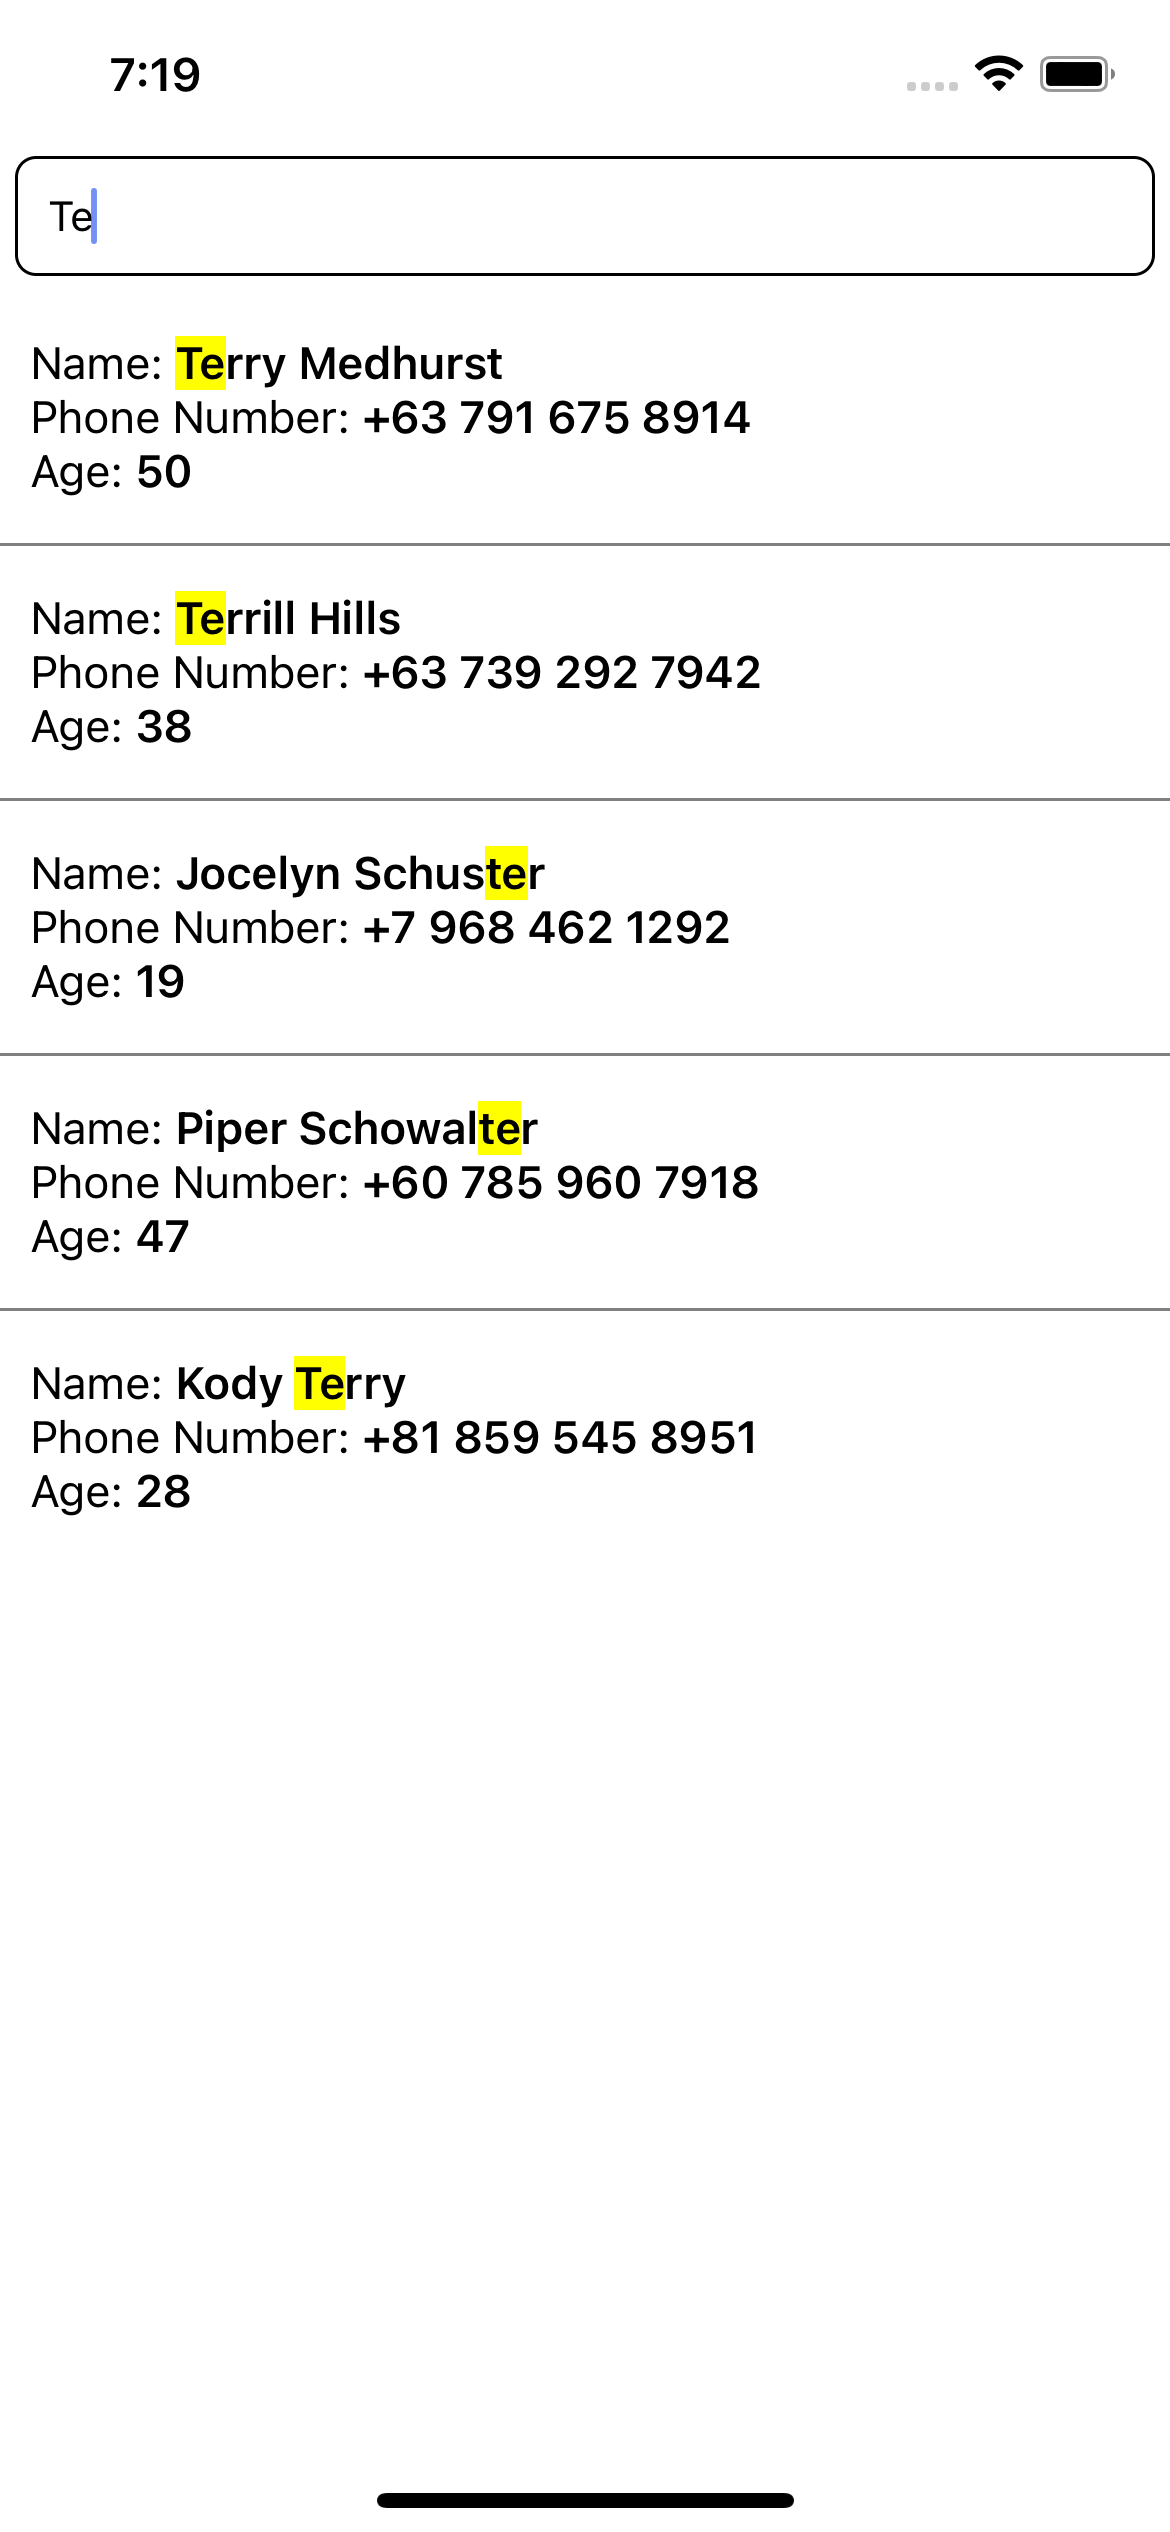 7:19
Te
Name: Terry Medhurst
Phone Number: +63 791 675 8914
Age: 50
Name: Terrill Hills
Phone Number: +63 739 292 7942
Age: 38
Name: Jocelyn Schuster
Phone Number: +7 968 462 1292
Age: 19
Name: Piper Schowalter
Phone Number: +60 785 960 7918
Age: 47
Name: Kody Terry
Phone Number: +81 859 545 8951
Age: 28